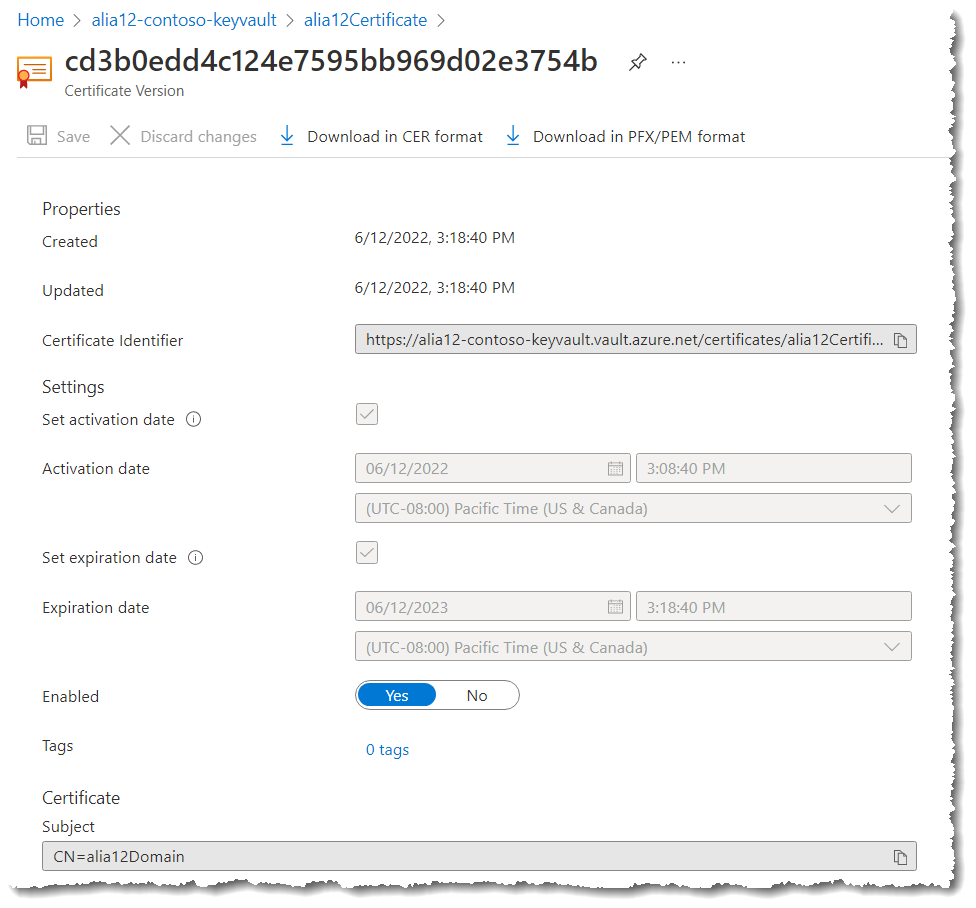 Home > alia12-contoso-keyvault > alia12Certificate >
cd3b0edd4c124e7595bb969d02e3754b ...
Certificate Version
Save Discard changes Download in CER format Download in PFX/PEM format
Properties
Created 6/12/2022, 3:18:40 PM
Updated 6/12/2022, 3:18:40 PM
Certificate Identifier https://alia12-contoso-keyvault.vault.azure.net/certificates/alia12Certifi...
Settings
Set activation date
Activation date 06/12/2022 3:08:40 PM
(UTC-08:00) Pacific Time (US & Canada)
Set expiration date
Expiration date 06/12/2023 3:18:40 PM
(UTC-08:00) Pacific Time (US & Canada)
Enabled Yes No
Tags 0 tags
Certificate
Subject
CN=alia12Domain